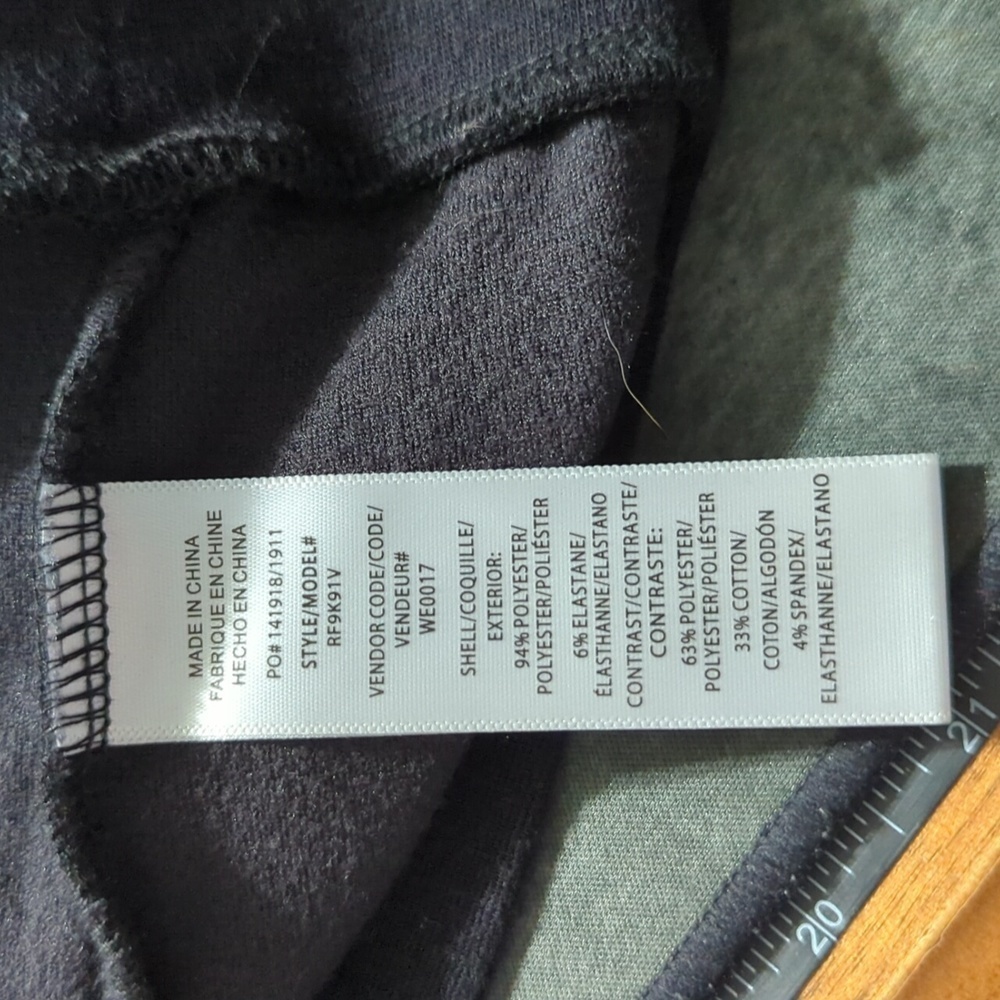 MADE IN CHINA
FABRIQUE EN CHINE
HECHO EN CHINA
PO# 141918/1911
STYLE/MODEL#
RF9K91V
VENDOR CODE/CODE/
VENDEUR#
WE0017
SHELL/COQUILLE/
EXTERIOR:
94% POLYESTER/
POLYESTER/POLIÉSTER
6% ELASTANE/
ÉLASTHANNE/ELASTANO
CONTRAST/CONTRASTE/
CONTRASTE:
63% POLYESTER/
POLYESTER/POLIÉSTER
33% COTTON/
COTON/ALGODÓN
4% SPANDEX/
ELASTHANNE/ELASTANO
20
21